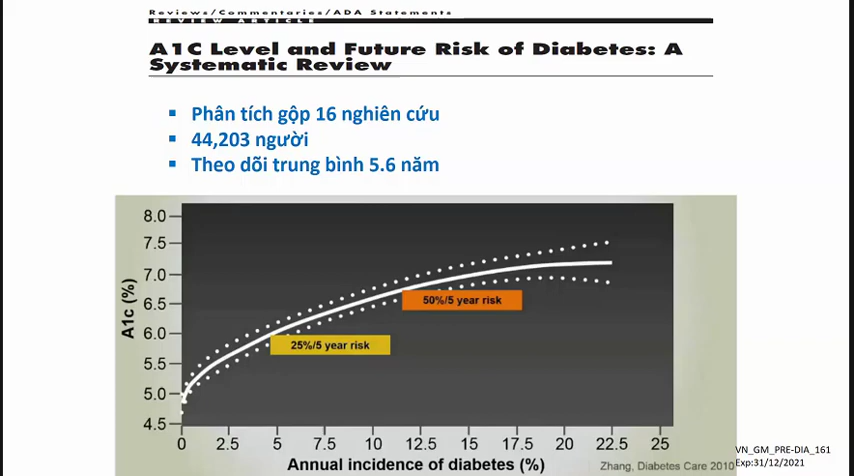 Reviews/Commentaries/ADA Statements
REVIEW ARTICLE
A1C Level and Future Risk of Diabetes: A
Systematic Review
▪ Phân tích gộp 16 nghiên cứu
▪ 44,203 người
▪ Theo dõi trung bình 5.6 năm
8.0
7.5
7.0
6.5
6.0
5.5
5.0
4.5
A1c (%)
50%/5 year risk
25%/5 year risk
0 2.5 5 7.5 10 12.5 15 17.5 20 22.5 25
Annual incidence of diabetes (%)
Zhang, Diabetes Care 2010
VN_GM_PRE-DIA_161
Exp:31/12/2021